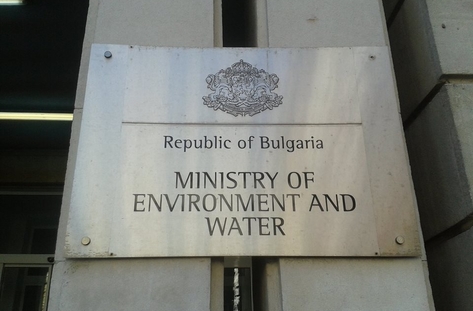 Republic of Bulgaria
MINISTRY OF
ENVIRONMENT AND
WATER